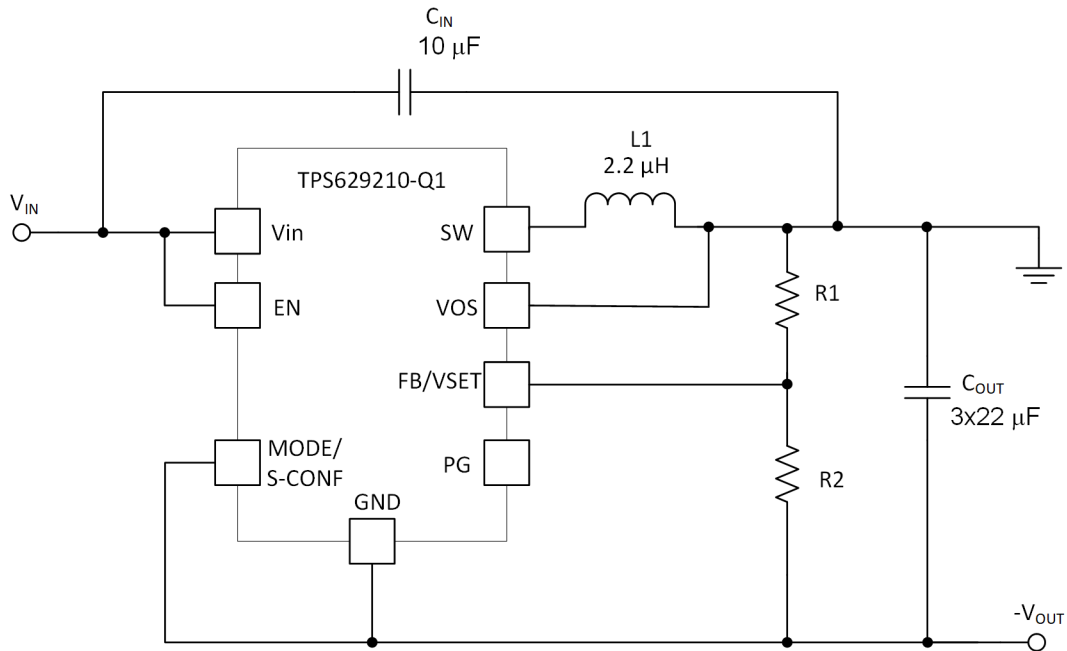 CIN
10 μF
L1
2.2 μH
TPS629210-Q1
VIN
Vin
SW
EN
VOS
R1
FB/VSET
COUT
3x22 μF
MODE/
S-CONF
PG
R2
GND
-VOUT